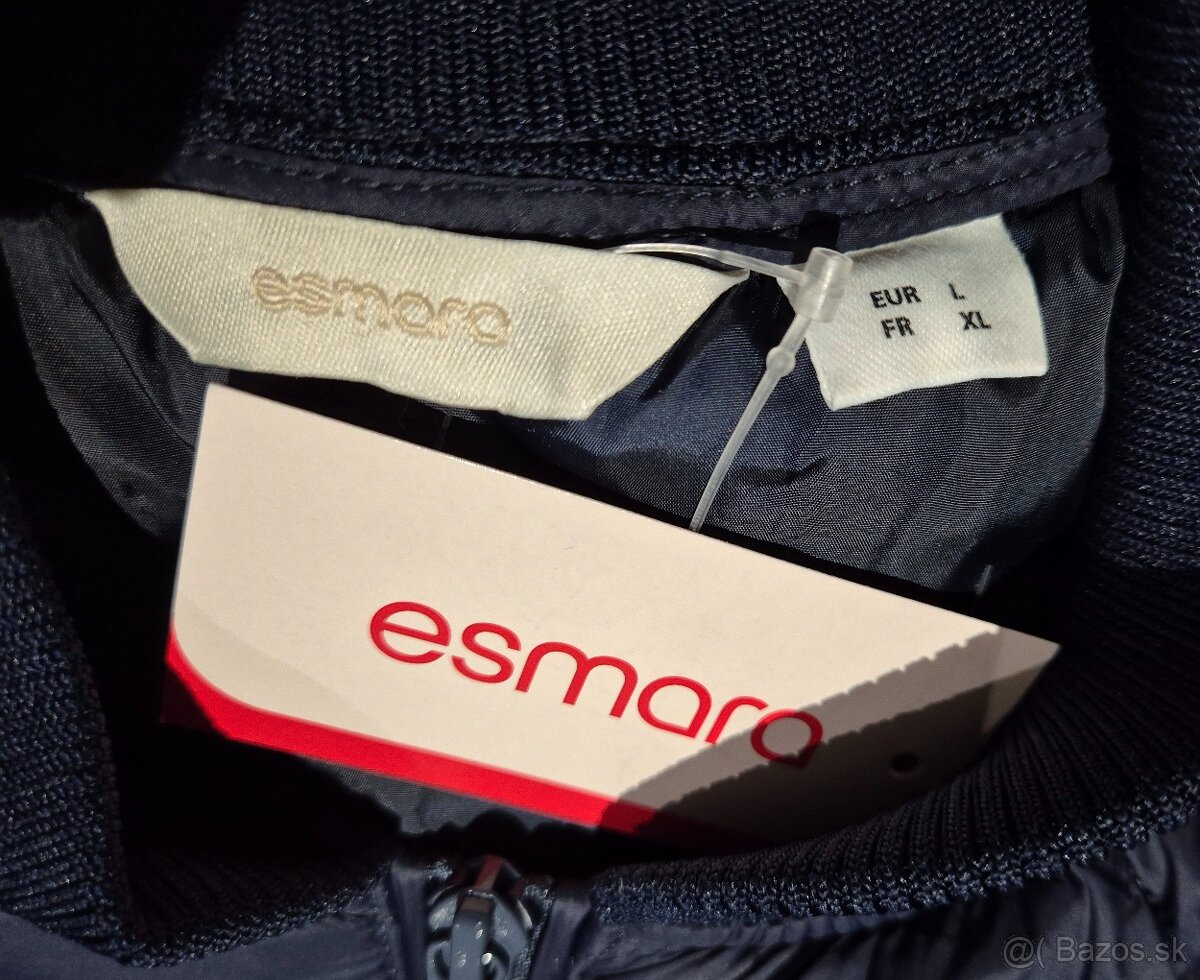 esmara
EUR L
FR XL
esmara
@( Bazos.sk